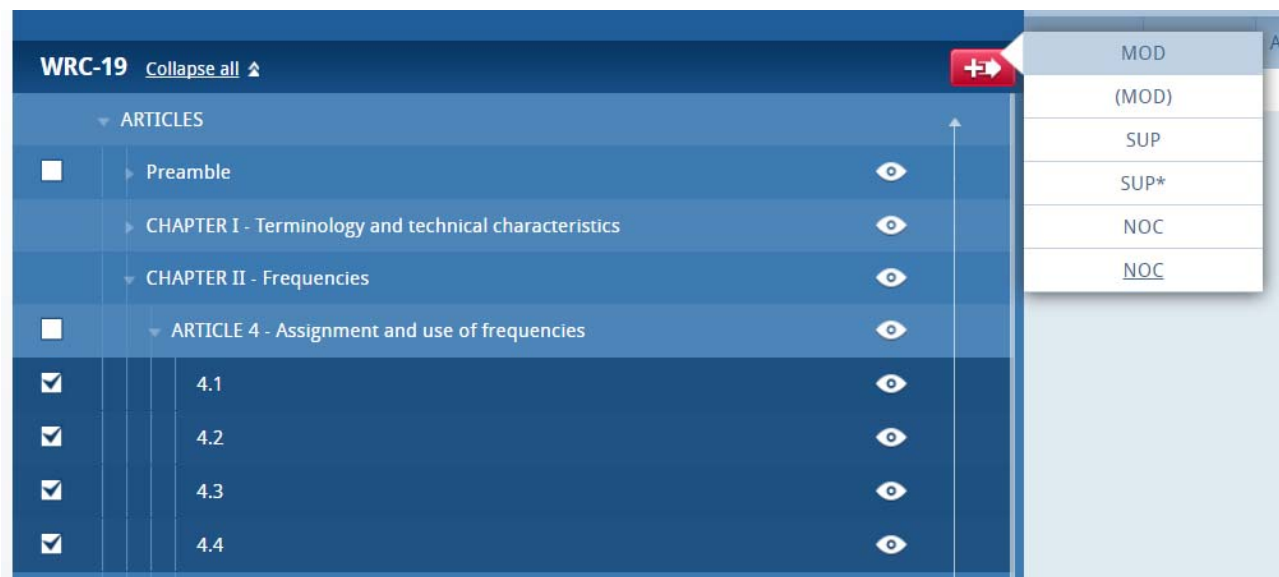 WRC-19 Collapse all
ARTICLES
Preamble
CHAPTER I - Terminology and technical characteristics
CHAPTER II - Frequencies
ARTICLE 4 - Assignment and use of frequencies
4.1
4.2
4.3
4.4
MOD
(MOD)
SUP
SUP*
NOC
NOC
A